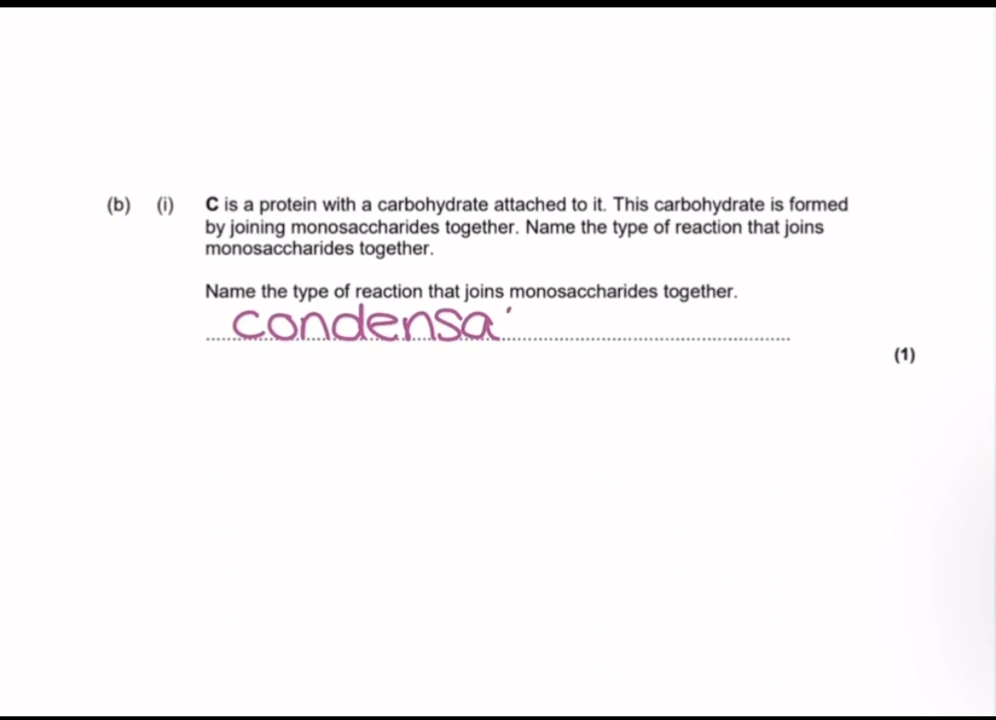 (b) (i) C is a protein with a carbohydrate attached to it. This carbohydrate is formed
by joining monosaccharides together. Name the type of reaction that joins
monosaccharides together.
Name the type of reaction that joins monosaccharides together.
condensa
(1)